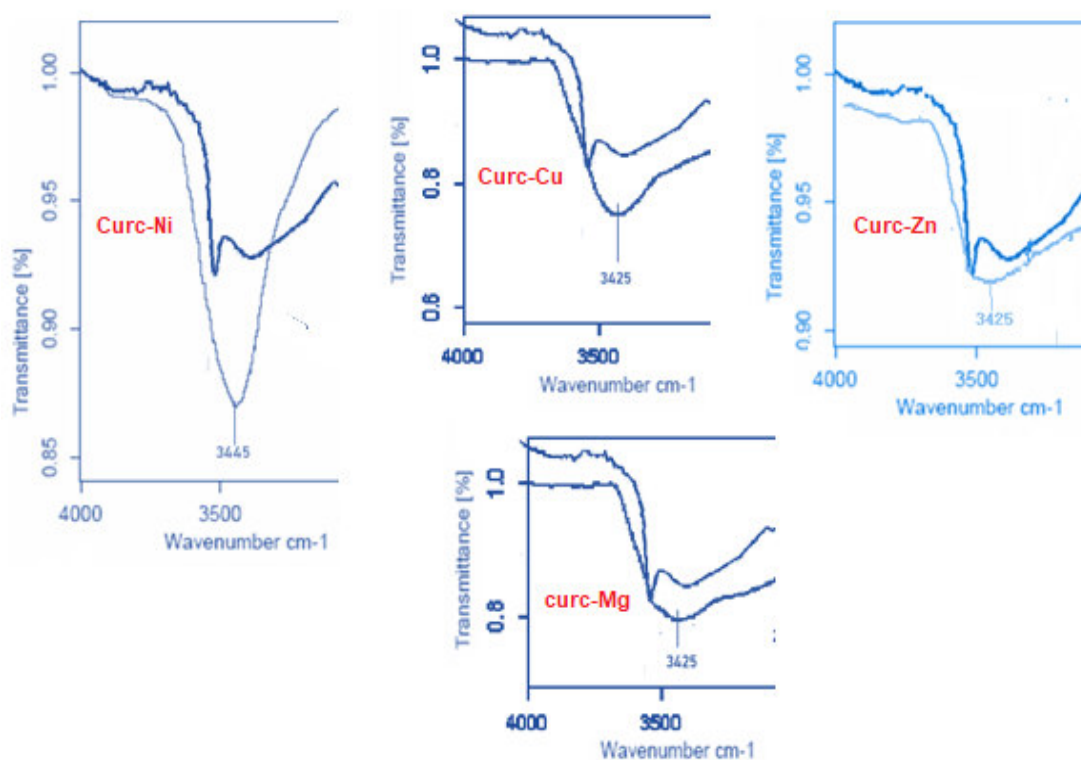 Transmittance [%]
1.00
0.95
0.90
0.85
Curc-Ni
3445
4000
3500
Wavenumber cm-1
Transmittance [%]
1.0
0.8
0.6
Curc-Cu
3425
4000
3500
Wavenumber cm-1
Transmittance [%]
1.00
0.95
0.90
Curc-Zn
3425
4000
3500
Wavenumber cm-1
Transmittance [%]
1.0
0.8
curc-Mg
3425
4000
3500
Wavenumber cm-1